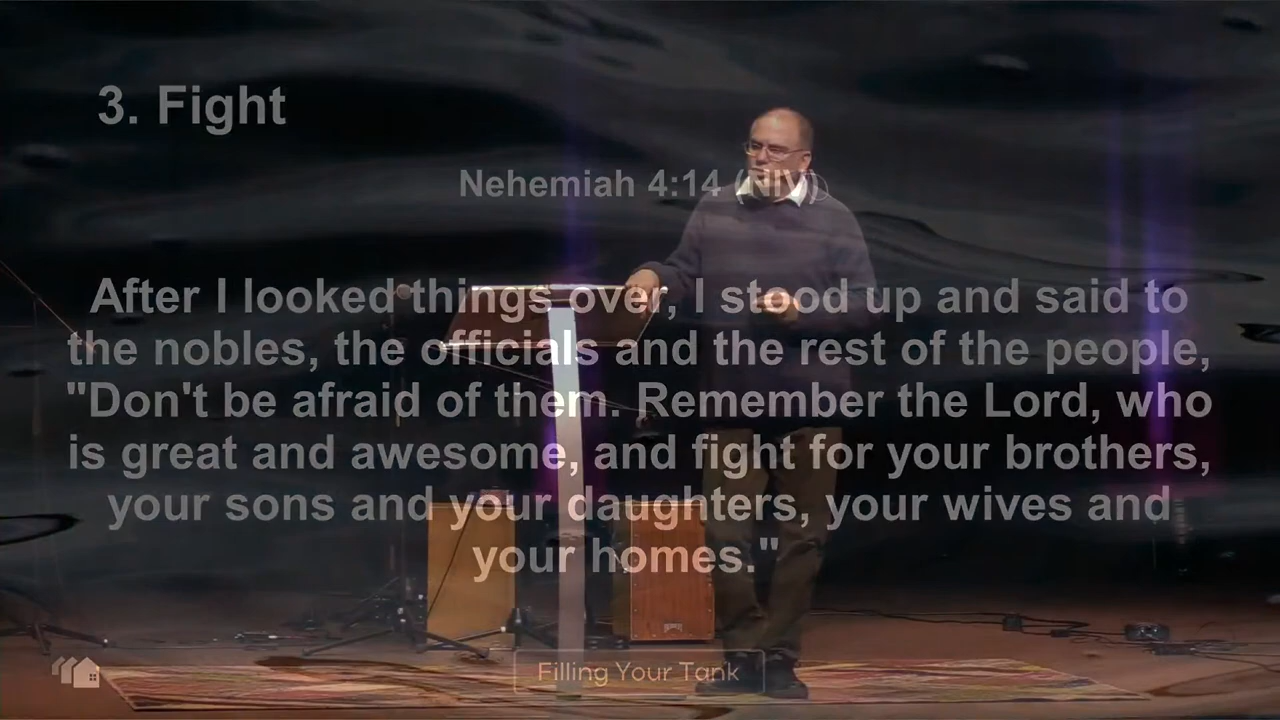 3. Fight
Nehemiah 4:14 (NIV)
After I looked things over, I stood up and said to
the nobles, the officials and the rest of the people,
"Don't be afraid of them. Remember the Lord, who
is great and awesome, and fight for your brothers,
your sons and your daughters, your wives and
your homes."
Filling Your Tank